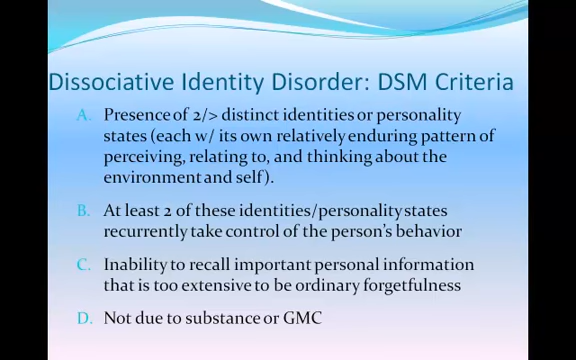 Dissociative Identity Disorder: DSM Criteria
A. Presence of 2/> distinct identities or personality
states (each w/ its own relatively enduring pattern of
perceiving, relating to, and thinking about the
environment and self).
B. At least 2 of these identities/personality states
recurrently take control of the person's behavior
C. Inability to recall important personal information
that is too extensive to be ordinary forgetfulness
D. Not due to substance or GMC